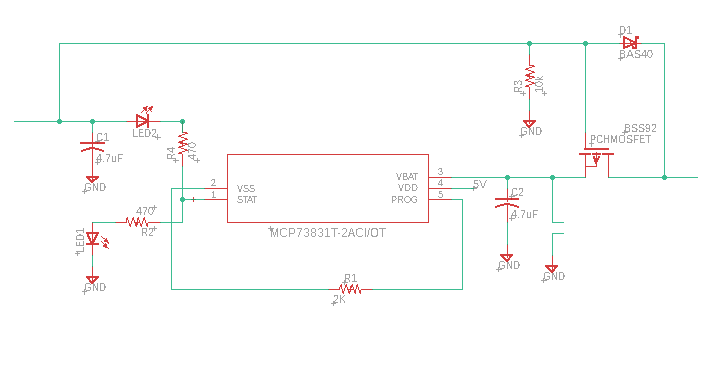 D1
BAS40
R3
10k
GND
BSS92
PCHMOSFET
C1
4.7uF
GND
LED2
R4
470
VSS
STAT
VBAT
VDD
PROG
2
1
3
4
5
5V
MCP73831T-2ACI/OT
C2
4.7uF
GND
GND
470
R2
LED1
GND
R1
2K